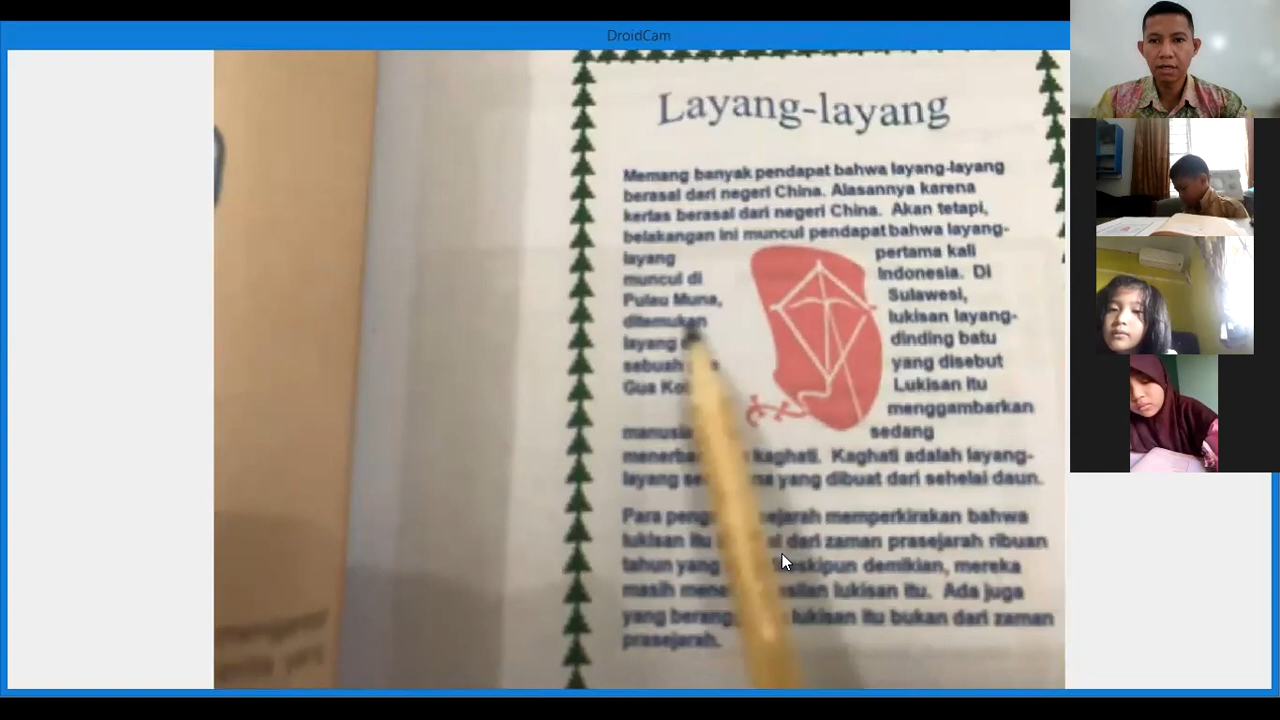 DroidCam
Layang-layang
Memang banyak pendapat bahwa layang-layang
berasal dari negeri China. Alasannya karena
kertas berasal dari negeri China. Akan tetapi,
belakangan ini muncul pendapat bahwa layang-
layang pertama kali
muncul di Indonesia. Di
Pulau Muna, Sulawesi,
ditemukan lukisan layang-
layang dinding batu
sebuah yang disebut
Gua Lukisan itu
menggambarkan
sedang
kaghati. Kaghati adalah layang-
layang yang dibuat dari sehelai daun.
Para sejarah memperkirakan bahwa
lukisan itu dari zaman prasejarah ribuan
tahun yang demikian, mereka
masih lukisan itu. Ada juga
yang lukisan itu bukan dari zaman
prasejarah.